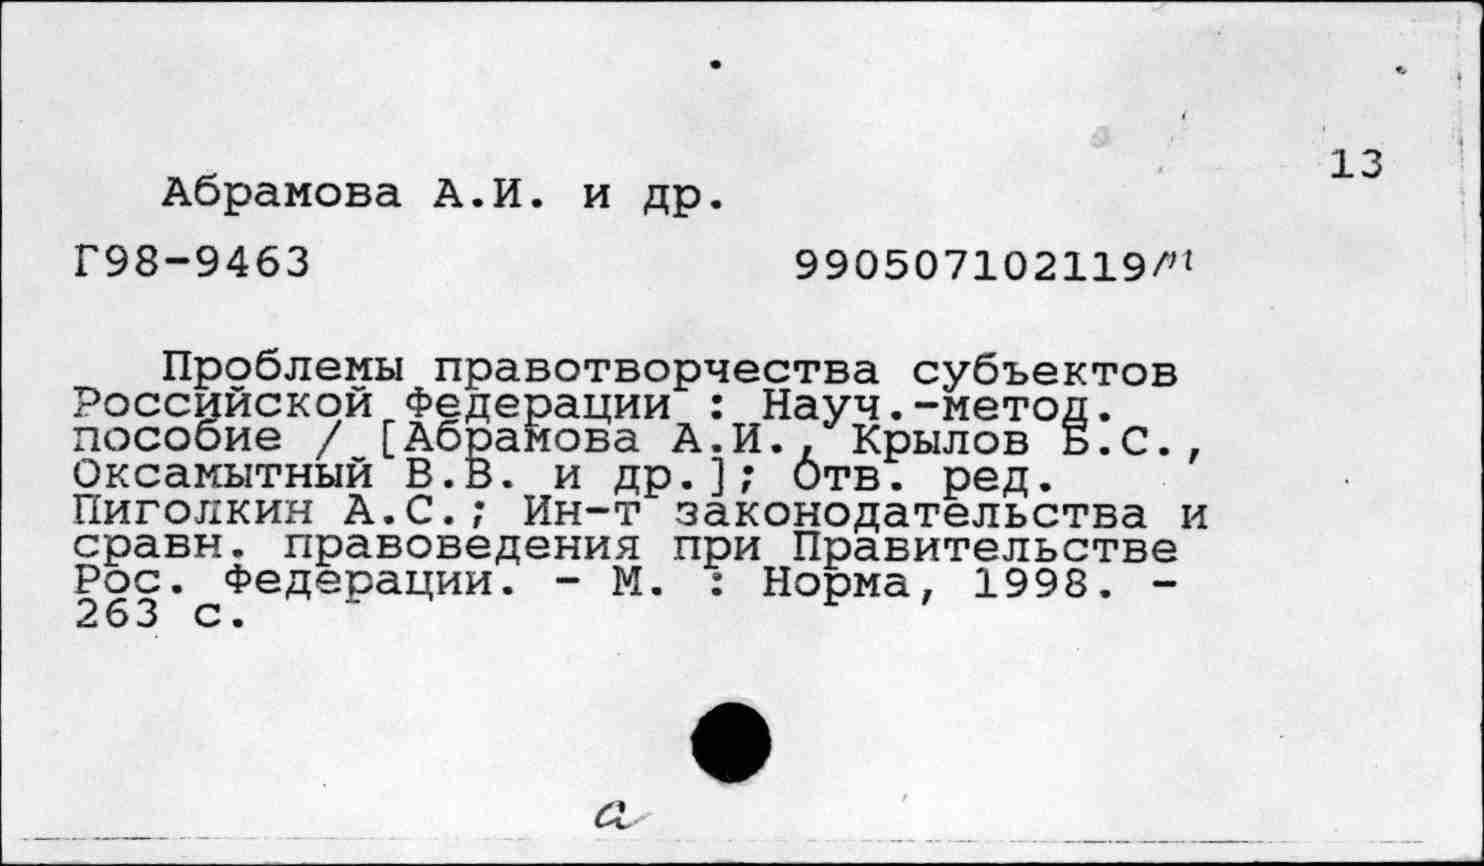 13
Абрамова А.И. и др.
Г98-9463 990507102119
Проблемы правотворчества субъектов
Российской Федерации : Науч.-метод.
пособие / [Абрамова А.И., Крылов Б.С.,
Оксамытный В.В. и др.]; Отв. ред.
Пиголкин А.С.; Ин-т законодательства и
сравн. правоведения при Правительстве
Рос. Федерации. - М. : Норма, 1998. -
263 с.
а